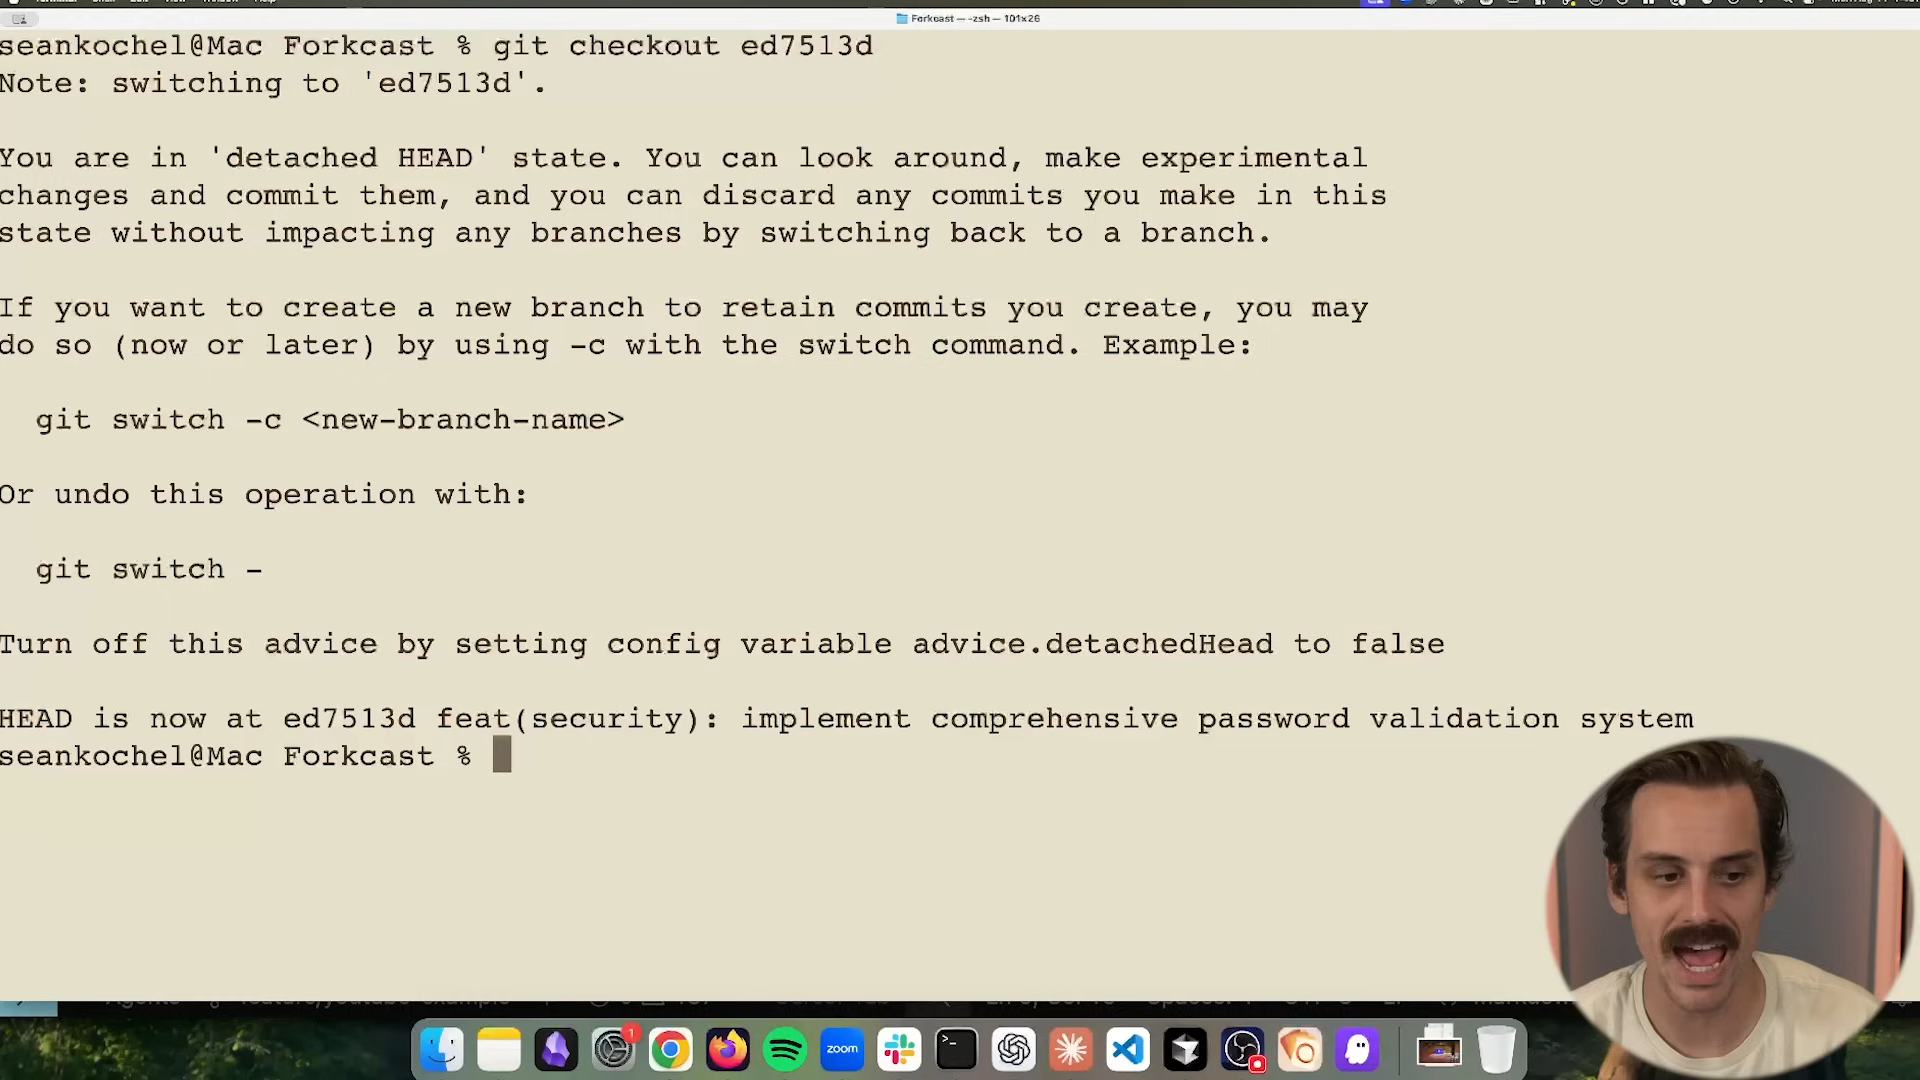 Forkcast — -zsh — 101x26
seankochel@Mac Forkcast % git checkout ed7513d
Note: switching to 'ed7513d'.
You are in 'detached HEAD' state. You can look around, make experimental
changes and commit them, and you can discard any commits you make in this
state without impacting any branches by switching back to a branch.
If you want to create a new branch to retain commits you create, you may
do so (now or later) by using -c with the switch command. Example:
git switch -c <new-branch-name>
Or undo this operation with:
git switch -
Turn off this advice by setting config variable advice.detachedHead to false
HEAD is now at ed7513d feat(security): implement comprehensive password validation system
seankochel@Mac Forkcast %
1
zoom